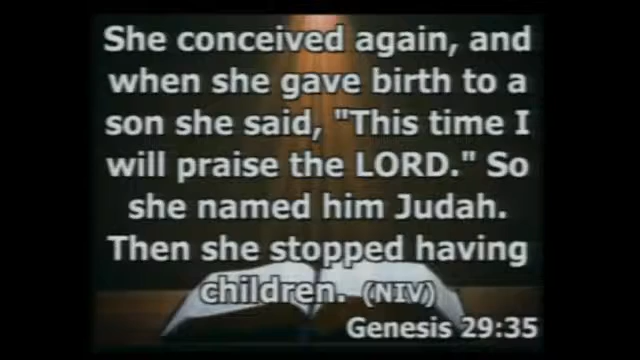 She conceived again, and
when she gave birth to a
son she said, "This time I
will praise the LORD." So
she named him Judah.
Then she stopped having
children. (NIV)
Genesis 29:35